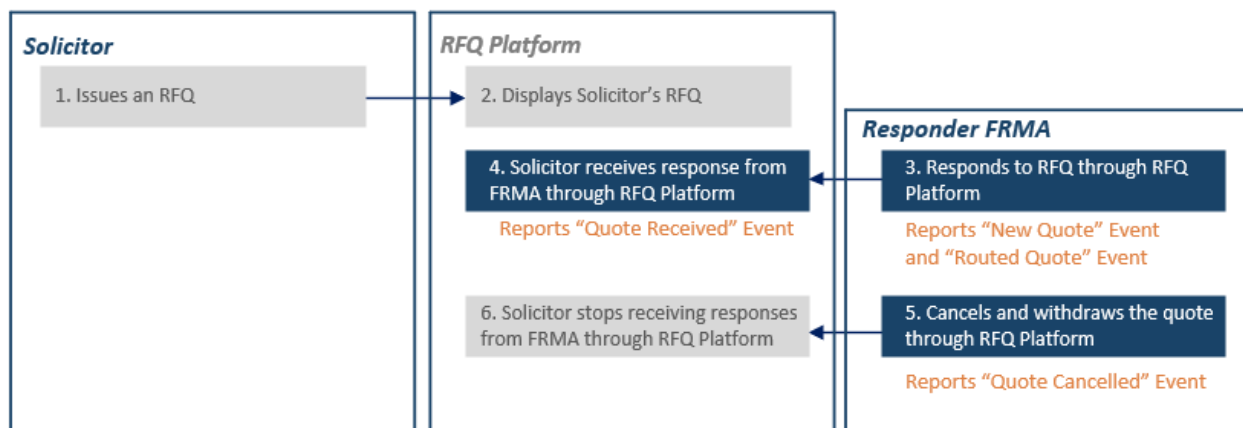 Solicitor
1. Issues an RFQ
RFQ Platform
2. Displays Solicitor's RFQ
Responder FRMA
4. Solicitor receives response from
FRMA through RFQ Platform
Reports “Quote Received” Event
3. Responds to RFQ through RFQ
Platform
Reports “New Quote” Event
and “Routed Quote” Event
6. Solicitor stops receiving responses
from FRMA through RFQ Platform
5. Cancels and withdraws the quote
through RFQ Platform
Reports “Quote Cancelled” Event